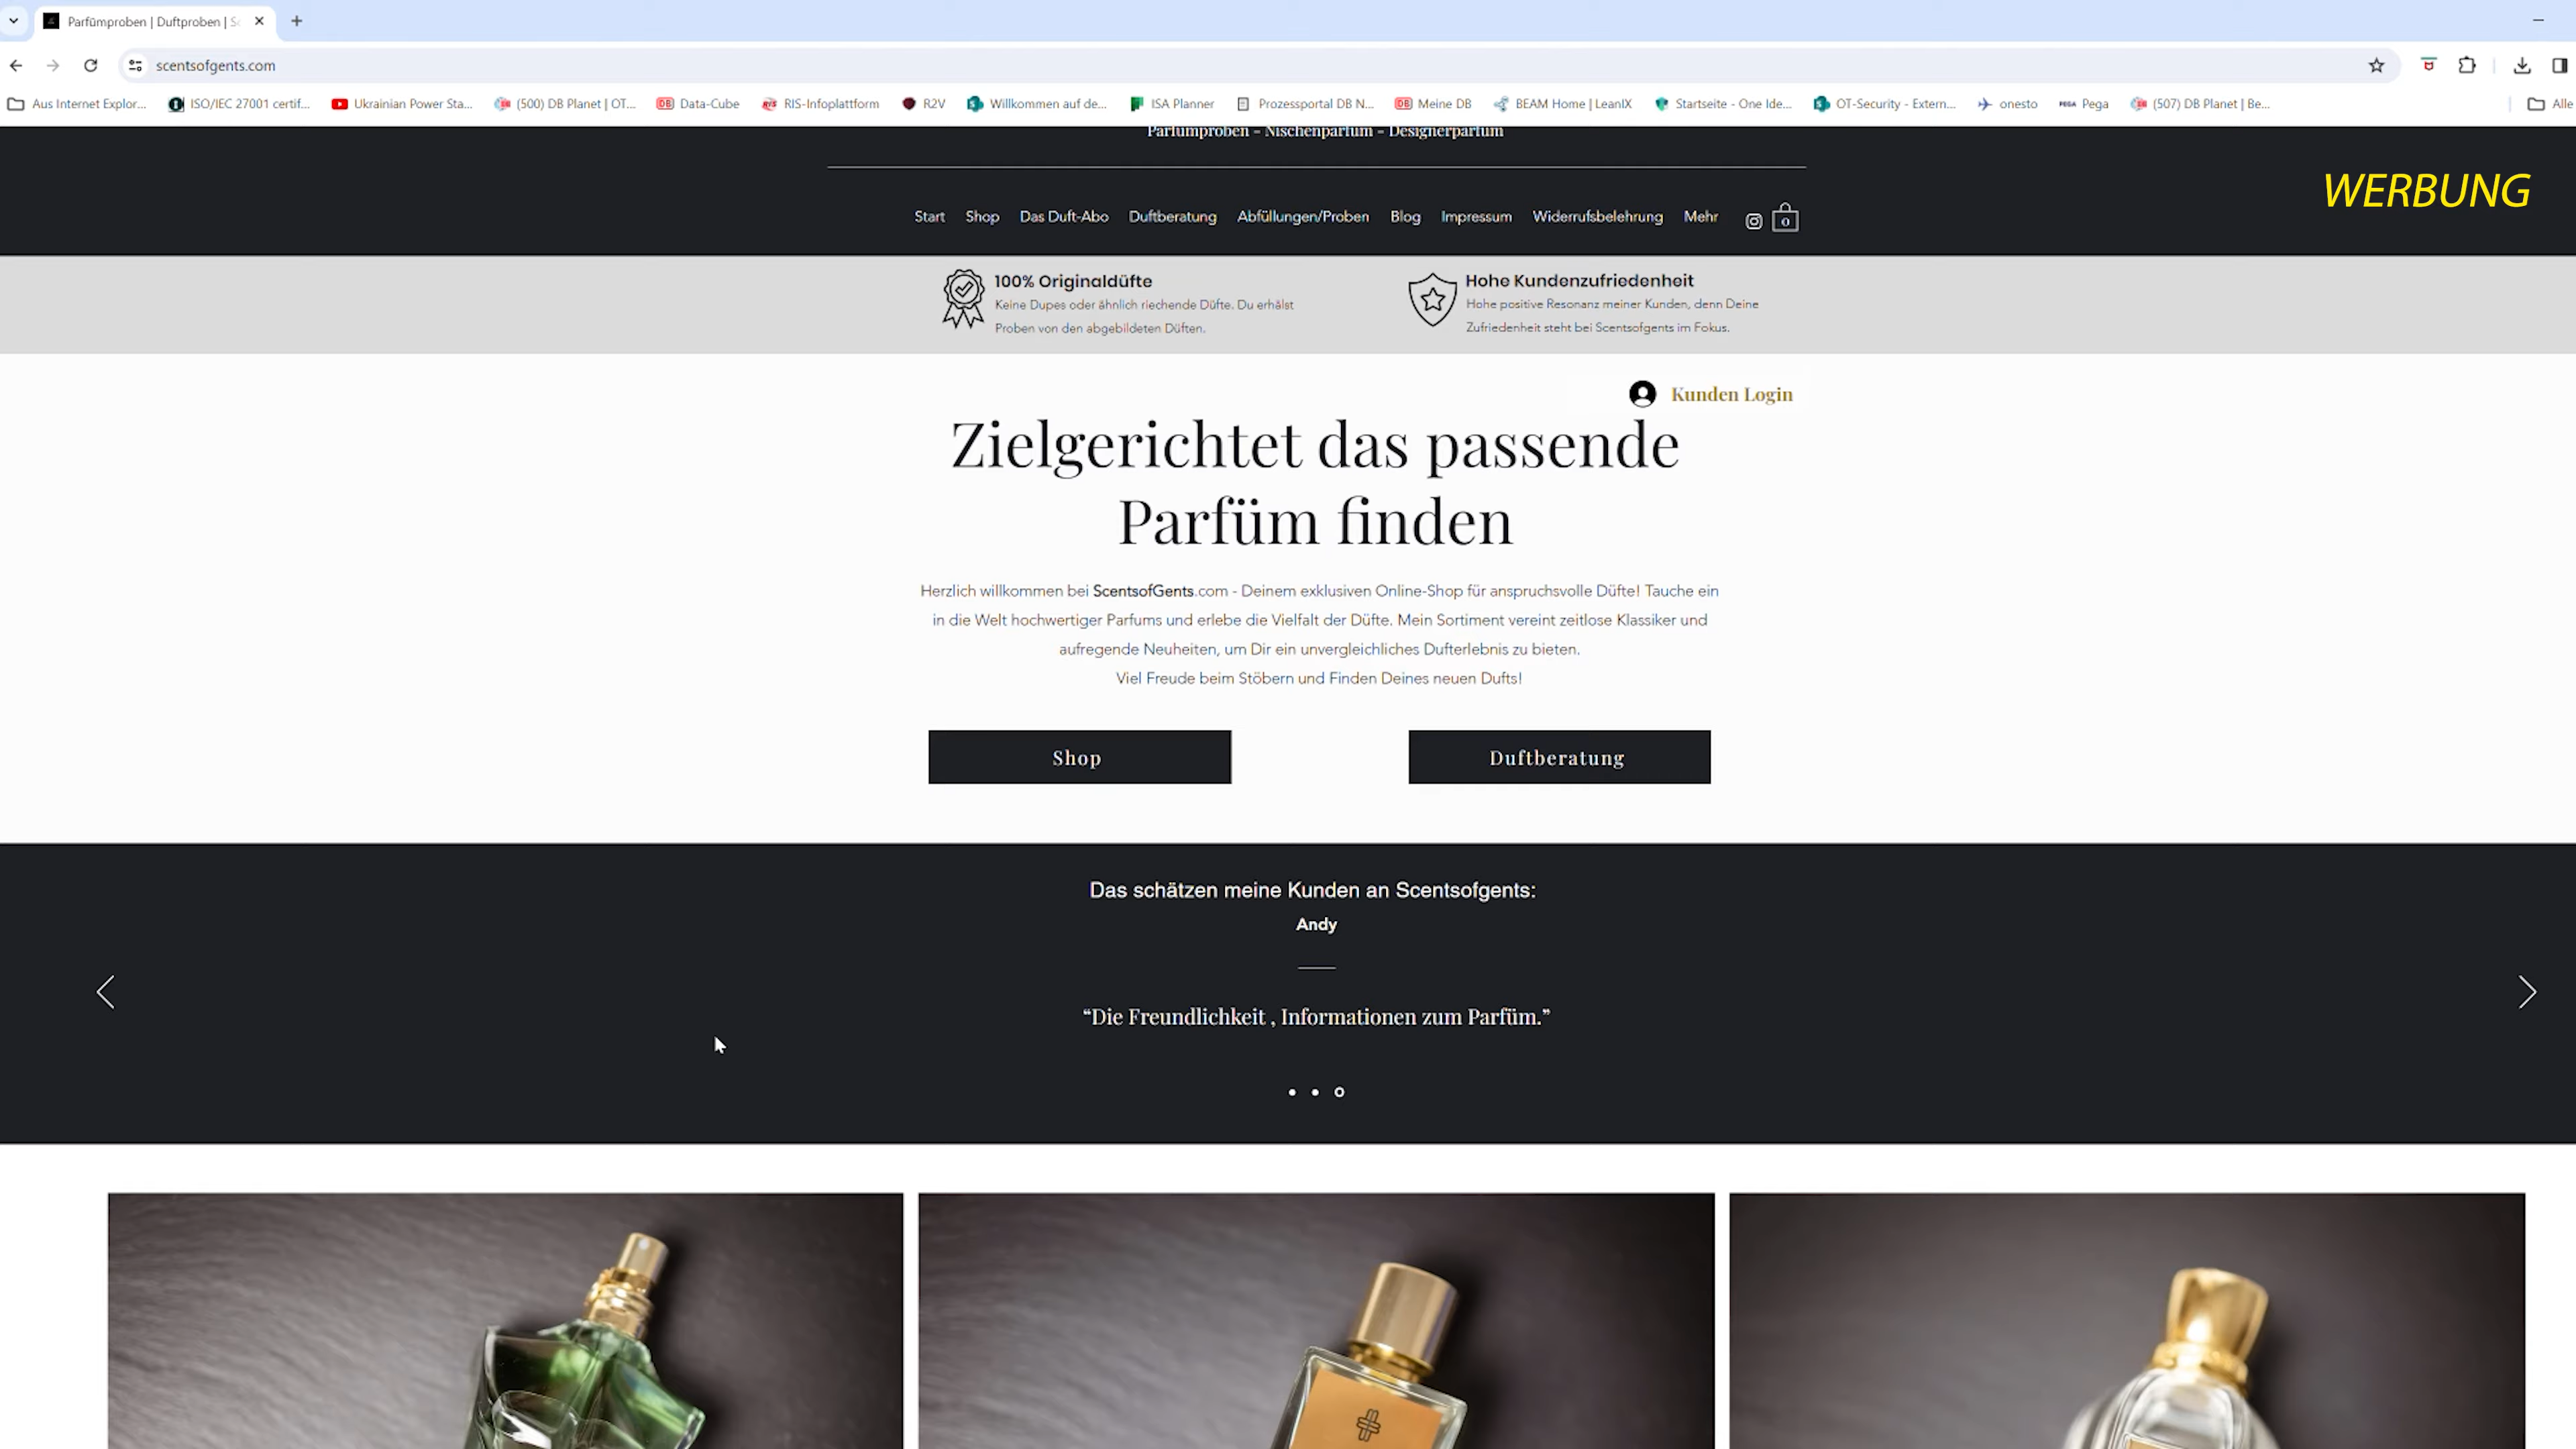 Parfümproben | Duftproben | Sc
scentsofgents.com
Aus Internet Explor...
ISO/IEC 27001 certif...
Ukrainian Power Sta...
(500) DB Planet | OT...
DB Data-Cube
RIS RIS-Infoplattform
R2V
Willkommen auf de...
ISA Planner
Prozessportal DB N...
DB Meine DB
BEAM Home | LeanIX
Startseite - One Ide...
OT-Security - Extern...
onesto
PEGA Pega
(507) DB Planet | Be...
Alle
Parfümproben - Nischenparfüm - Designerparfüm
WERBUNG
Start Shop Das Duft-Abo Duftberatung Abfüllungen/Proben Blog Impressum Widerrufsbelehrung Mehr 0
100% Originaldüfte
Keine Dupes oder ähnlich riechende Düfte. Du erhälst
Proben von den abgebildeten Düften.
Hohe Kundenzufriedenheit
Hohe positive Resonanz meiner Kunden, denn Deine
Zufriedenheit steht bei Scentsofgents im Fokus.
Kunden Login
Zielgerichtet das passende
Parfüm finden
Herzlich willkommen bei ScentsofGents.com - Deinem exklusiven Online-Shop für anspruchsvolle Düfte! Tauche ein
in die Welt hochwertiger Parfums und erlebe die Vielfalt der Düfte. Mein Sortiment vereint zeitlose Klassiker und
aufregende Neuheiten, um Dir ein unvergleichliches Dufterlebnis zu bieten.
Viel Freude beim Stöbern und Finden Deines neuen Dufts!
Shop
Duftberatung
Das schätzen meine Kunden an Scentsofgents:
Andy
“Die Freundlichkeit , Informationen zum Parfüm.”